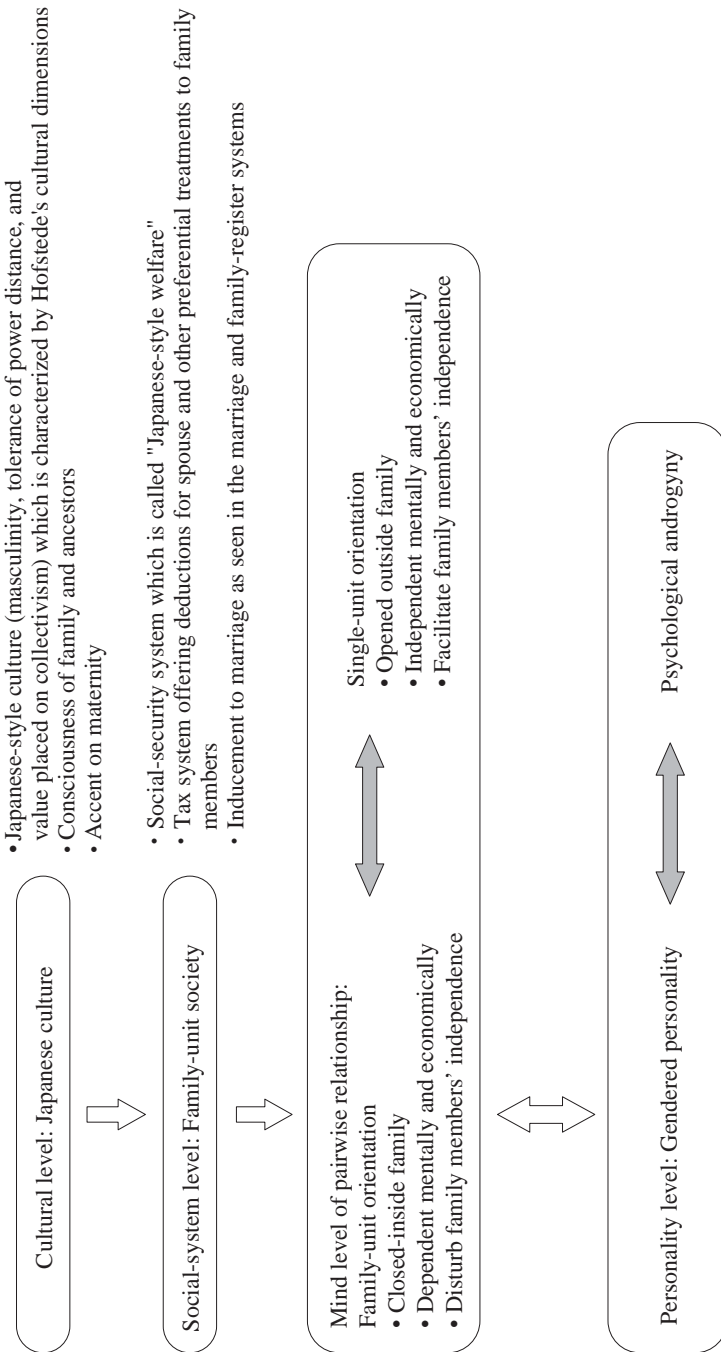 Cultural level: Japanese culture
• Japanese-style culture (masculinity, tolerance of power distance, and
value placed on collectivism) which is characterized by Hofstede's cultural dimensions
• Consciousness of family and ancestors
• Accent on maternity
Social-system level: Family-unit society
• Social-security system which is called "Japanese-style welfare"
• Tax system offering deductions for spouse and other preferential treatments to family
members
• Inducement to marriage as seen in the marriage and family-register systems
Mind level of pairwise relationship:
Family-unit orientation
• Closed-inside family
• Dependent mentally and economically
• Disturb family members’ independence
Single-unit orientation
• Opened outside family
• Independent mentally and economically
• Facilitate family members’ independence
Personality level: Gendered personality
Psychological androgyny